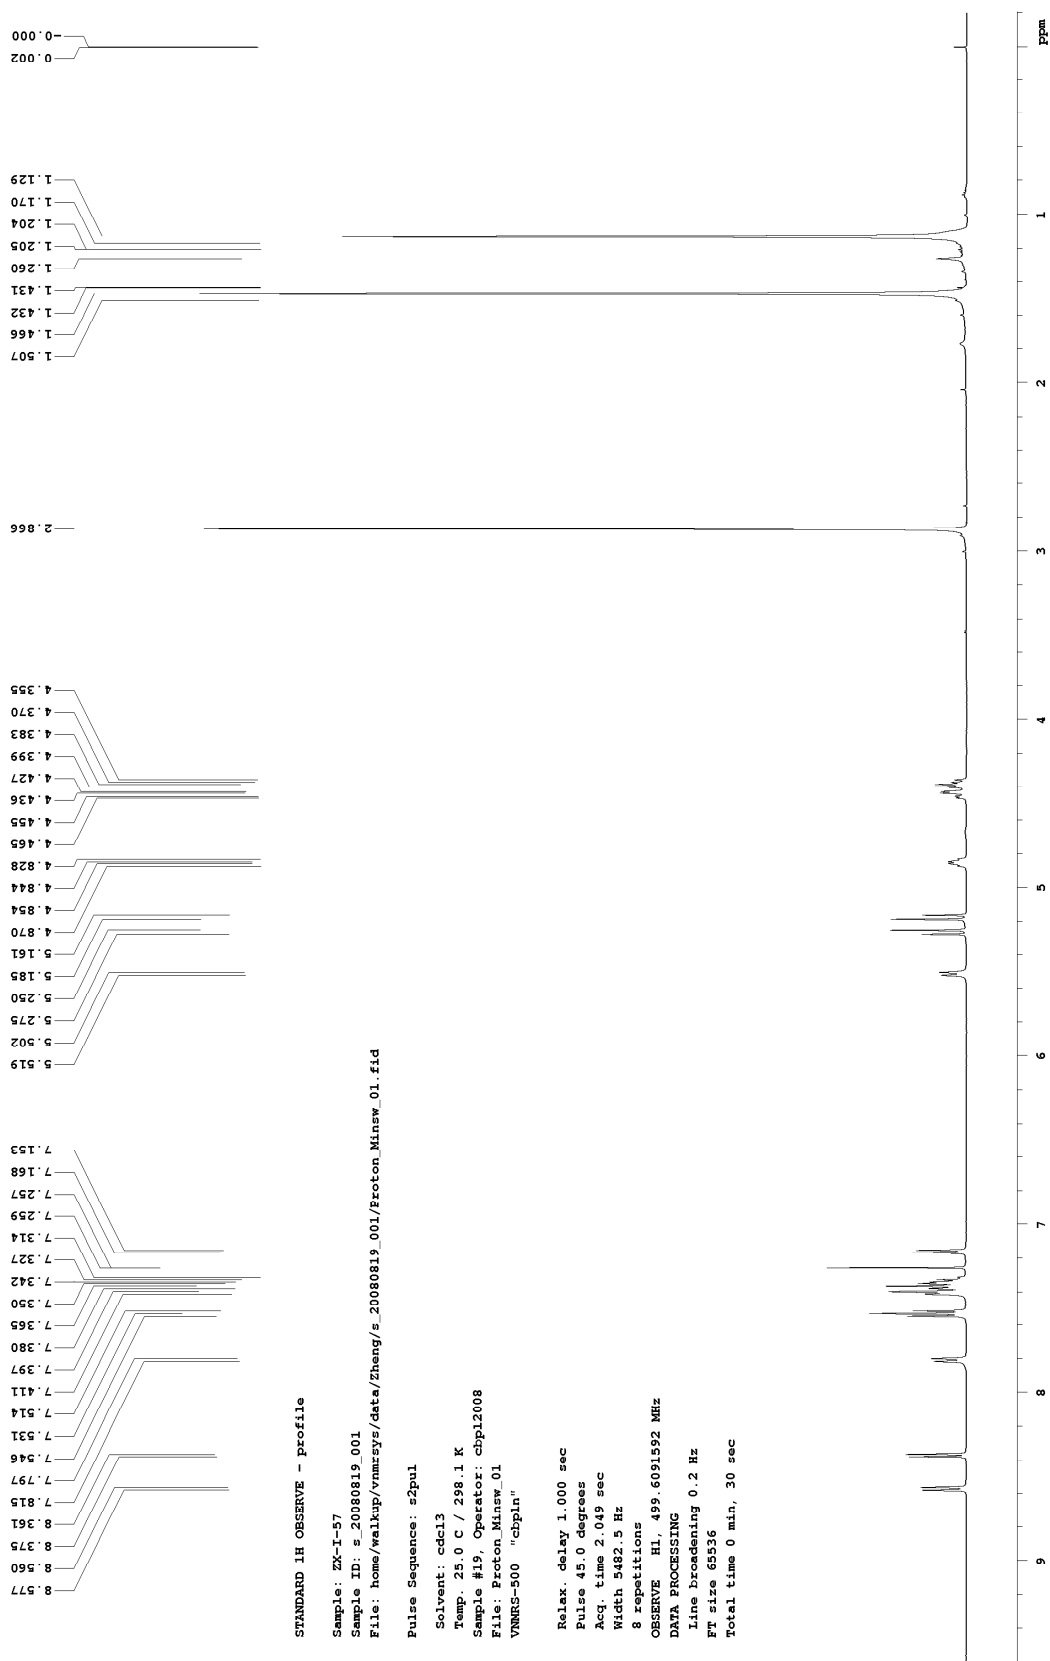 -0.000
0.002
1.129
1.170
1.204
1.205
1.260
1.431
1.432
1.466
1.507
2.866
4.355
4.370
4.383
4.399
4.427
4.436
4.455
4.465
4.828
4.844
4.854
4.870
5.161
5.185
5.250
5.275
5.502
5.519
7.153
7.168
7.257
7.259
7.314
7.327
7.342
7.350
7.365
7.380
7.397
7.411
7.514
7.531
7.546
7.797
7.815
8.361
8.375
8.560
8.577
STANDARD 1H OBSERVE - profile
Sample: ZX-I-57
Sample ID: s_20080819_001
File: home/walkup/vnmrsys/data/Zheng/s_20080819_001/Proton_Minsw_01.fid
Pulse Sequence: s2pul
Solvent: cdcl3
Temp. 25.0 C / 298.1 K
Sample #19, Operator: cbpl2008
File: Proton_Minsw_01
VNMRS-500 "cbpln"
Relax. delay 1.000 sec
Pulse 45.0 degrees
Acq. time 2.049 sec
Width 5482.5 Hz
8 repetitions
OBSERVE H1, 499.6091592 MHz
DATA PROCESSING
Line broadening 0.2 Hz
FT size 65536
Total time 0 min, 30 sec
9
8
7
6
5
4
3
2
1
ppm